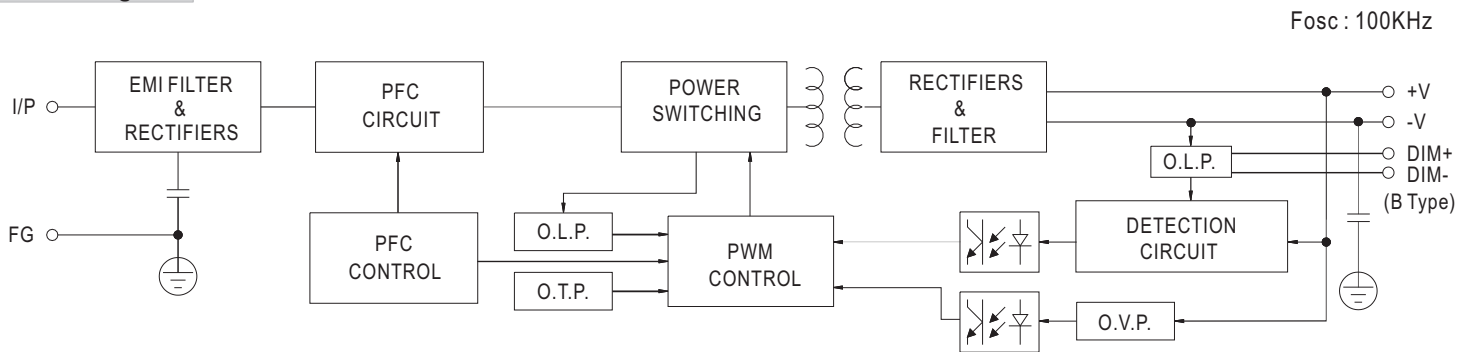 Fosc : 100KHz
I/P
EMI FILTER
&
RECTIFIERS
PFC
CIRCUIT
POWER
SWITCHING
RECTIFIERS
&
FILTER
+V
-V
O.L.P.
DIM+
DIM-
(B Type)
FG
PFC
CONTROL
O.L.P.
O.T.P.
PWM
CONTROL
DETECTION
CIRCUIT
O.V.P.